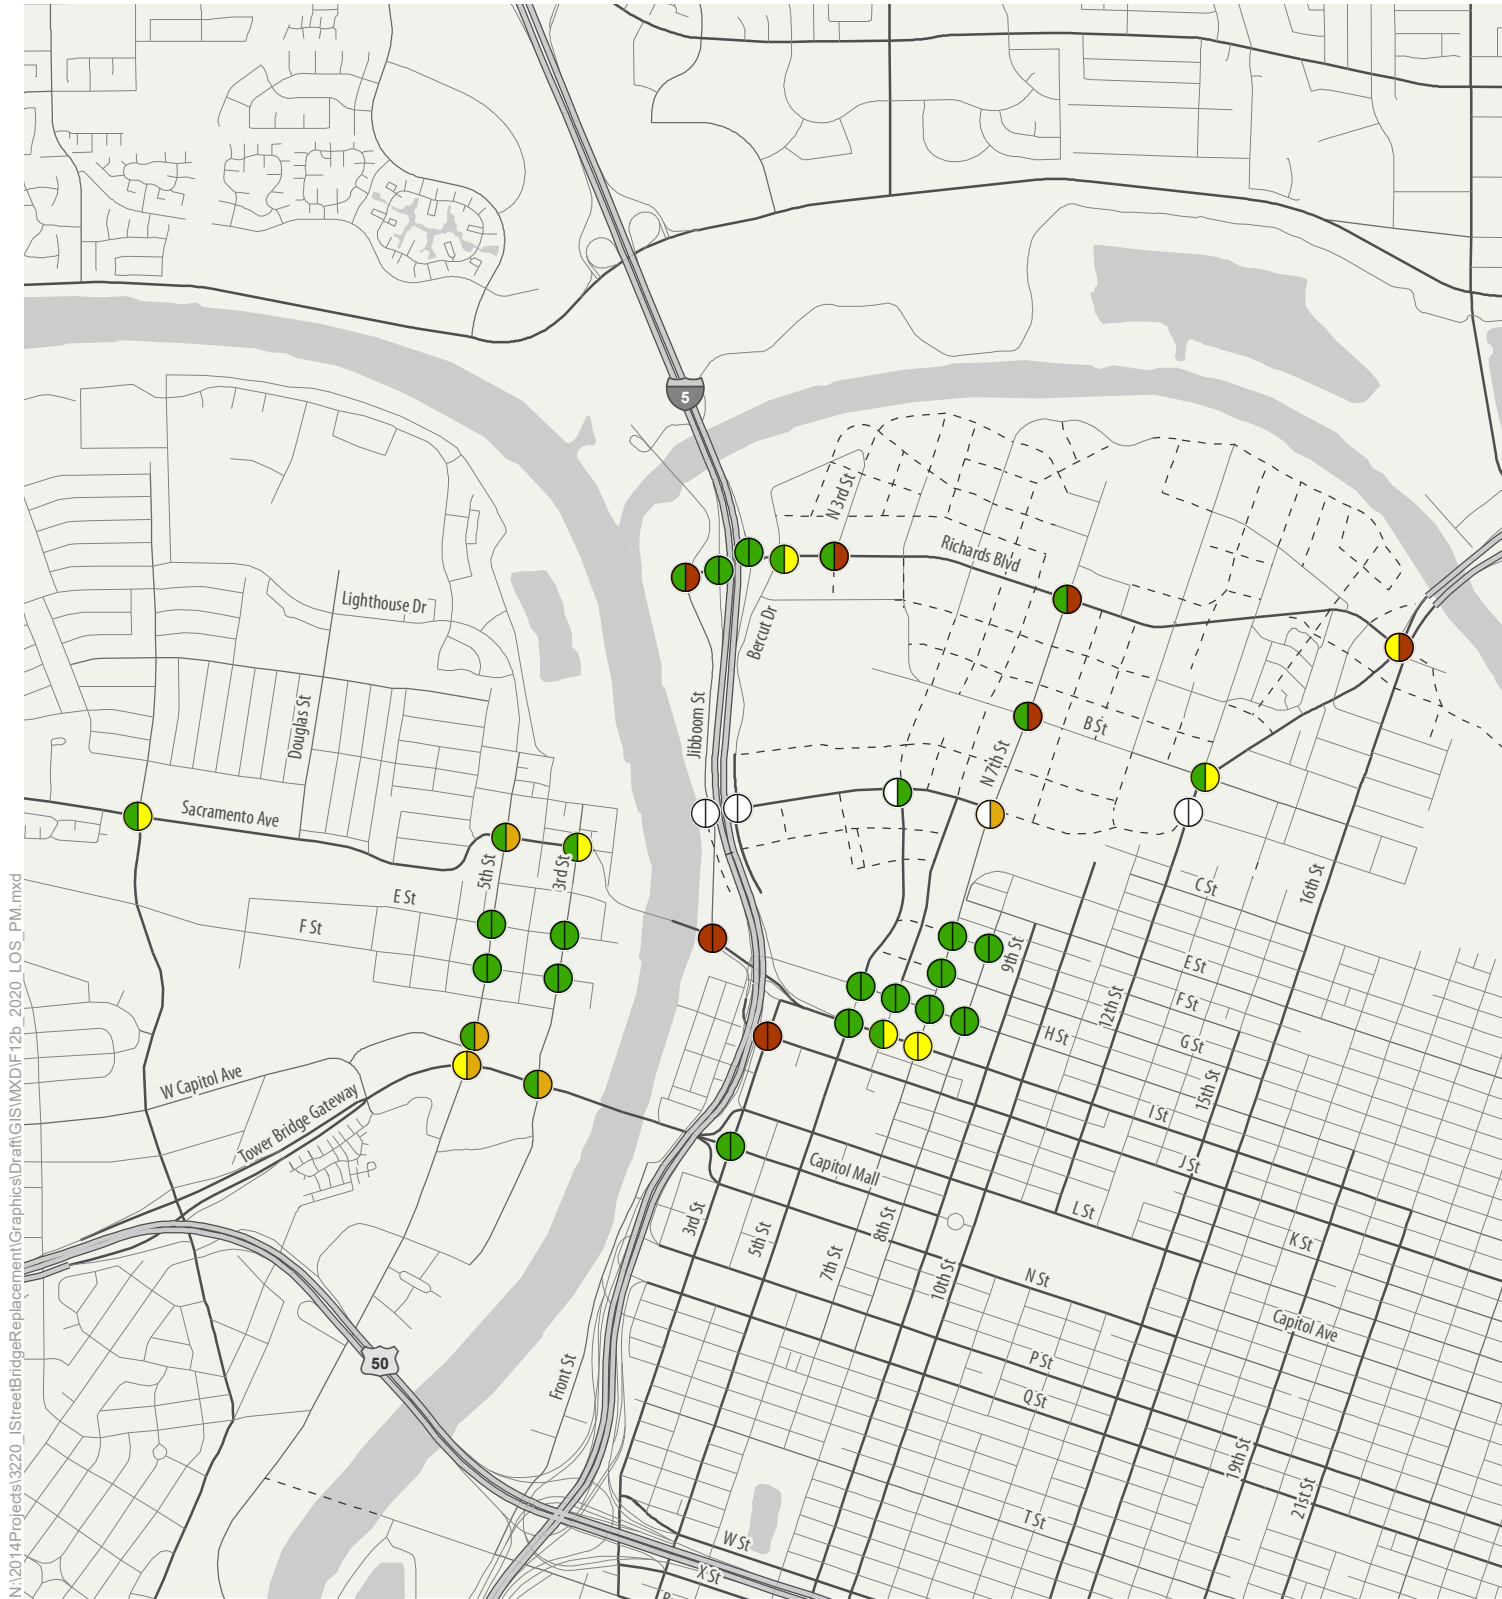 5
N 3rd St
Richards Blvd
Lighthouse Dr
Bercut Dr
Douglas St
Jibboom St
B St
N 7th St
Sacramento Ave
5th St
3rd St
E St
F St
C St
16th St
9th St
E St
F St
12th St
H St
G St
W Capitol Ave
15th St
I St
Tower Bridge Gateway
Capitol Mall
J St
L St
3rd St
5th St
8th St
7th St
K St
10th St
N St
Capitol Ave
50
P St
Front St
Q St
19th St
21st St
T St
W St
X St
N:\2014Projects\3220_IStreetBridgeReplacement\Graphics\Draft\GIS\MXD\F12b_2020_LOS_PM.mxd